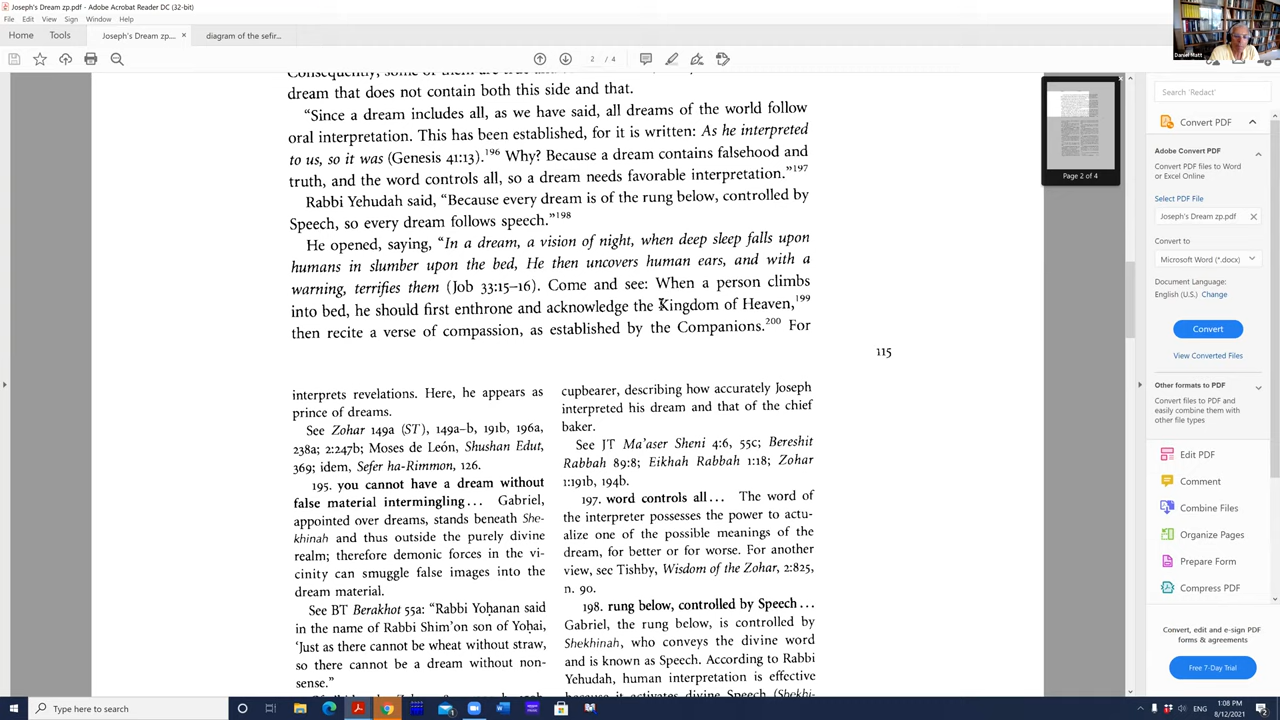 Joseph's Dream zp.pdf - Adobe Acrobat Reader DC (32-bit)
File Edit View Sign Window Help
Home Tools Joseph's Dream zp.... × diagram of the sefir...
2 / 4
dream that does not contain both this side and that.
“Since a dream includes all, as we have said, all dreams of the world follow
oral interpretation. This has been established, for it is written: As he interpreted
to us, so it was (Genesis 41:13).196 Why? Because a dream contains falsehood and
truth, and the word controls all, so a dream needs favorable interpretation.”197
Rabbi Yehudah said, “Because every dream is of the rung below, controlled by
Speech, so every dream follows speech.”198
He opened, saying, “In a dream, a vision of night, when deep sleep falls upon
humans in slumber upon the bed, He then uncovers human ears, and with a
warning, terrifies them (Job 33:15–16). Come and see: When a person climbs
into bed, he should first enthrone and acknowledge the Kingdom of Heaven,199
then recite a verse of compassion, as established by the Companions.200 For
115
interprets revelations. Here, he appears as
prince of dreams.
See Zohar 149a (ST), 149a–b, 191b, 196a,
238a; 2:247b; Moses de León, Shushan Edut,
369; idem, Sefer ha-Rimmon, 126.
195. you cannot have a dream without
false material intermingling... Gabriel,
appointed over dreams, stands beneath She-
khinah and thus outside the purely divine
realm; therefore demonic forces in the vi-
cinity can smuggle false images into the
dream material.
See BT Berakhot 55a: “Rabbi Yoḥanan said
in the name of Rabbi Shim’on son of Yoḥai,
‘Just as there cannot be wheat without straw,
so there cannot be a dream without non-
sense.”
cupbearer, describing how accurately Joseph
interpreted his dream and that of the chief
baker.
See JT Ma’aser Sheni 4:6, 55c; Bereshit
Rabbah 89:8; Eikhah Rabbah 1:18; Zohar
1:191b, 194b.
197. word controls all... The word of
the interpreter possesses the power to actu-
alize one of the possible meanings of the
dream, for better or for worse. For another
view, see Tishby, Wisdom of the Zohar, 2:825,
n. 90.
198. rung below, controlled by Speech...
Gabriel, the rung below, is controlled by
Shekhinah, who conveys the divine word
and is known as Speech. According to Rabbi
Yehudah, human interpretation is effective
because it activates divine Speech (Shekhi-
Page 2 of 4
Daniel Matt
Search 'Redact'
Convert PDF
Adobe Convert PDF
Convert PDF files to Word
or Excel Online
Select PDF File
Joseph's Dream zp.pdf
Convert to
Microsoft Word (*.docx)
Document Language:
English (U.S.) Change
Convert
View Converted Files
Other formats to PDF
Convert files to PDF and
easily combine them with
other file types
Edit PDF
Comment
Combine Files
Organize Pages
Prepare Form
Compress PDF
Convert, edit and e-sign PDF
forms & agreements
Free 7-Day Trial
Type here to search
ENG
1:08 PM
8/12/2021